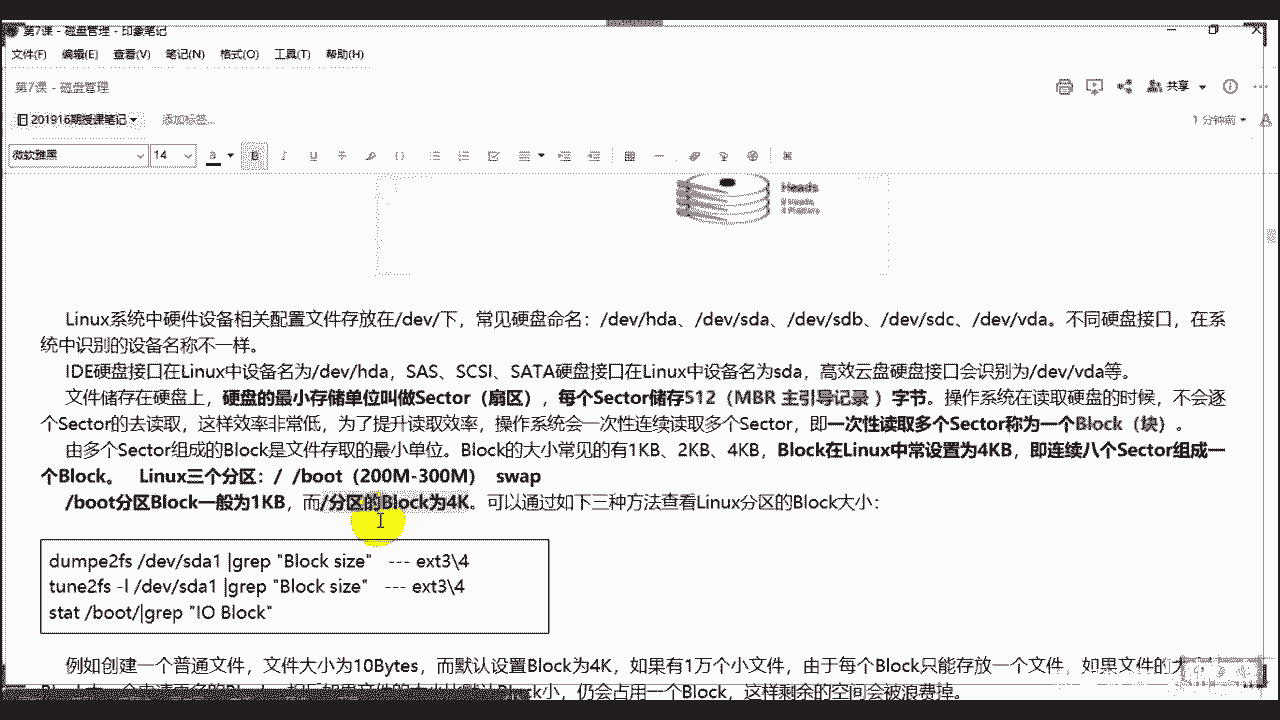 第7课 - 磁盘管理 - 印象笔记
文件(F) 编辑(E) 查看(V) 笔记(N) 格式(O) 工具(T) 帮助(H)
第7课 - 磁盘管理
共享
201916期授课笔记 添加标签...
1 分钟前
微软雅黑 14
Heads
Linux系统中硬件设备相关配置文件存放在/dev/下，常见硬盘命名：/dev/hda、/dev/sda、/dev/sdb、/dev/sdc、/dev/vda。不同硬盘接口，在系
统中识别的设备名称不一样。
IDE硬盘接口在Linux中设备名为/dev/hda，SAS、SCSI、SATA硬盘接口在Linux中设备名为sda，高效云盘硬盘接口会识别为/dev/vda等。
文件储存在硬盘上，硬盘的最小存储单位叫做Sector（扇区），每个Sector储存512（MBR 主引导记录 ）字节。操作系统在读取硬盘的时候，不会逐
个Sector的去读取，这样效率非常低，为了提升读取效率，操作系统会一次性连续读取多个Sector，即一次性读取多个Sector称为一个Block（块）。
由多个Sector组成的Block是文件存取的最小单位。Block的大小常见的有1KB、2KB、4KB，Block在Linux中常设置为4KB，即连续八个Sector组成一
个Block。 Linux三个分区：/ /boot（200M-300M） swap
/boot分区Block一般为1KB，而/分区的Block为4K。可以通过如下三种方法查看Linux分区的Block大小：
dumpe2fs /dev/sda1 |grep "Block size" --- ext3\4
tune2fs -l /dev/sda1 |grep "Block size" --- ext3\4
stat /boot/|grep "IO Block"
例如创建一个普通文件，文件大小为10Bytes，而默认设置Block为4K，如果有1万个小文件，由于每个Block只能存放一个文件，如果文件的大
Block小，仍会占用一个Block，这样剩余的空间会被浪费掉。